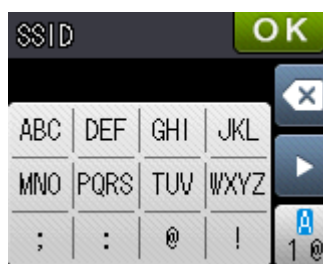 SSID OK
ABC DEF GHI JKL
MNO PQRS TUV WXYZ
; : @ !
A
1 @